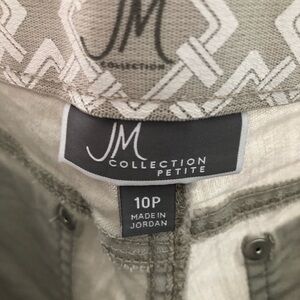 JM
COLLECTION
JM
COLLECTION
PETITE
10P
MADE IN
JORDAN